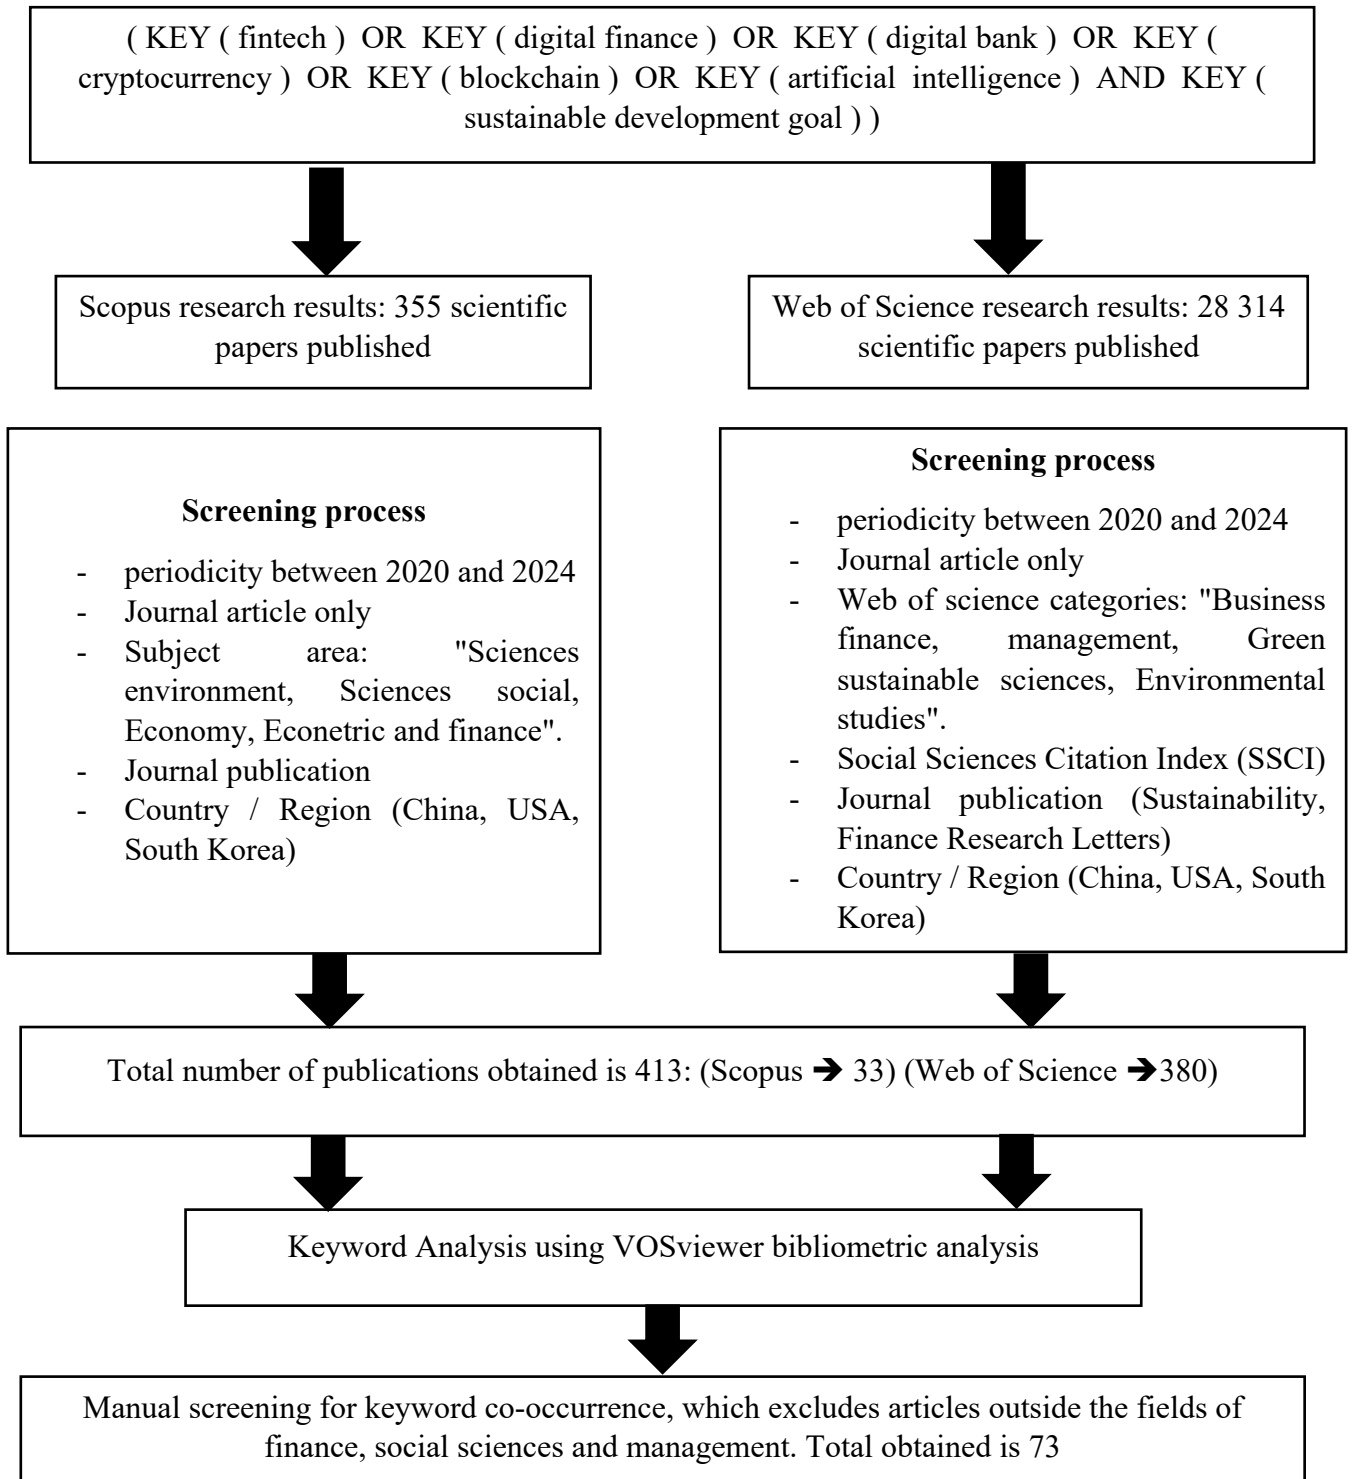 ( KEY ( fintech ) OR KEY ( digital finance ) OR KEY ( digital bank ) OR KEY (
cryptocurrency ) OR KEY ( blockchain ) OR KEY ( artificial intelligence ) AND KEY (
sustainable development goal ) )
Scopus research results: 355 scientific
papers published
Web of Science research results: 28 314
scientific papers published
Screening process
- periodicity between 2020 and 2024
- Journal article only
- Subject area: "Sciences
environment, Sciences social,
Economy, Econetric and finance".
- Journal publication
- Country / Region (China, USA,
South Korea)
Screening process
- periodicity between 2020 and 2024
- Journal article only
- Web of science categories: "Business
finance, management, Green
sustainable sciences, Environmental
studies".
- Social Sciences Citation Index (SSCI)
- Journal publication (Sustainability,
Finance Research Letters)
- Country / Region (China, USA, South
Korea)
Total number of publications obtained is 413: (Scopus ➔ 33) (Web of Science ➔380)
Keyword Analysis using VOSviewer bibliometric analysis
Manual screening for keyword co-occurrence, which excludes articles outside the fields of
finance, social sciences and management. Total obtained is 73